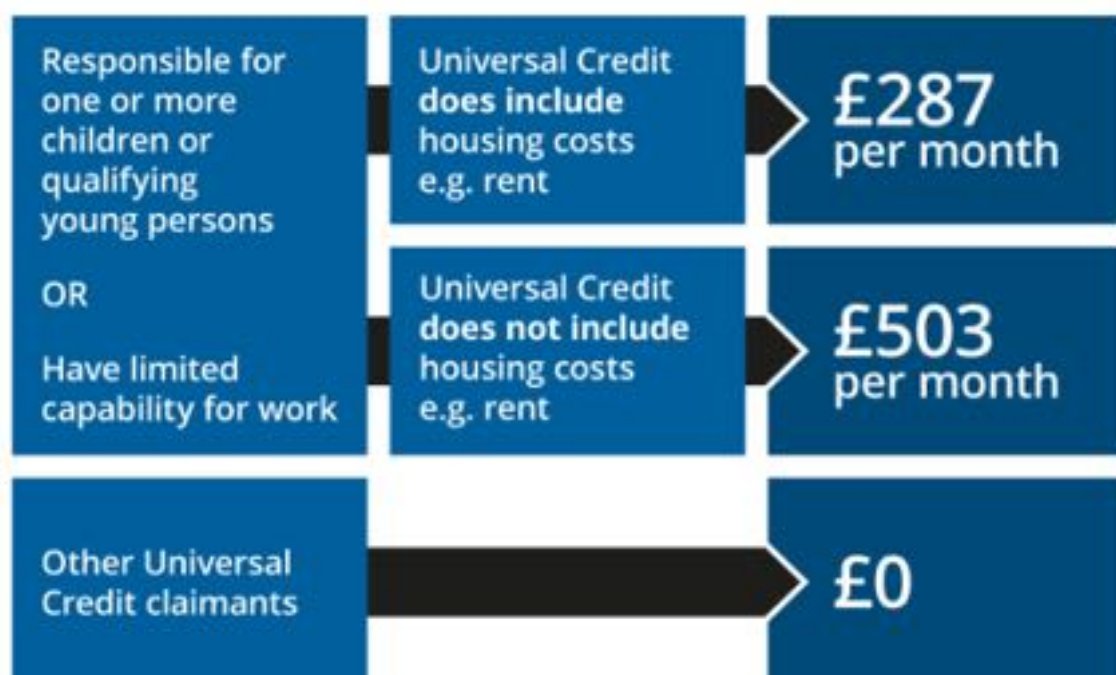 Responsible for
one or more
children or
qualifying
young persons
OR
Have limited
capability for work
Universal Credit
does include
housing costs
e.g. rent
£287
per month
Universal Credit
does not include
housing costs
e.g. rent
£503
per month
Other Universal
Credit claimants
£0